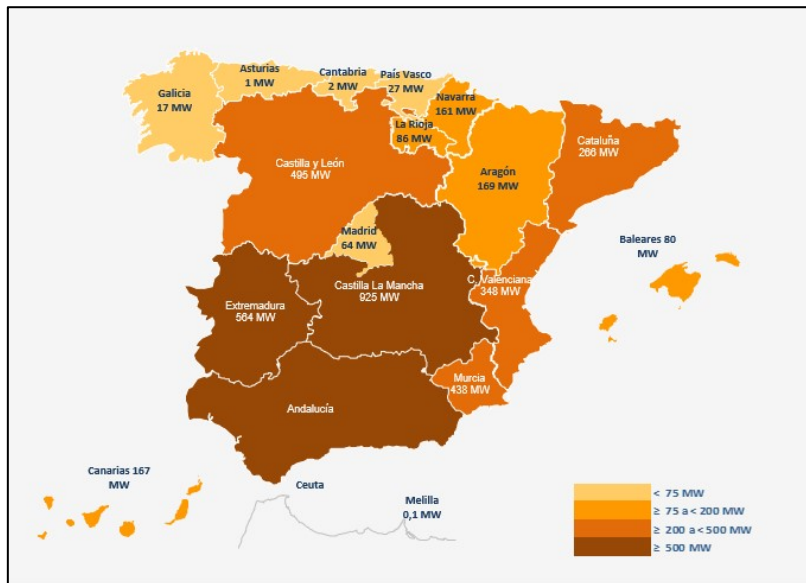 Asturias
1 MW
Cantabria
2 MW
País Vasco
27 MW
Galicia
17 MW
Navarra
161 MW
La Rioja
86 MW
Cataluña
266 MW
Castilla y León
495 MW
Aragón
169 MW
Madrid
64 MW
Baleares 80
MW
Castilla La Mancha
925 MW
C. Valenciana
348 MW
Extremadura
564 MW
Murcia
438 MW
Andalucía
Canarias 167
MW
Ceuta
Melilla
0,1 MW
< 75 MW
≥ 75 a < 200 MW
≥ 200 a < 500 MW
≥ 500 MW